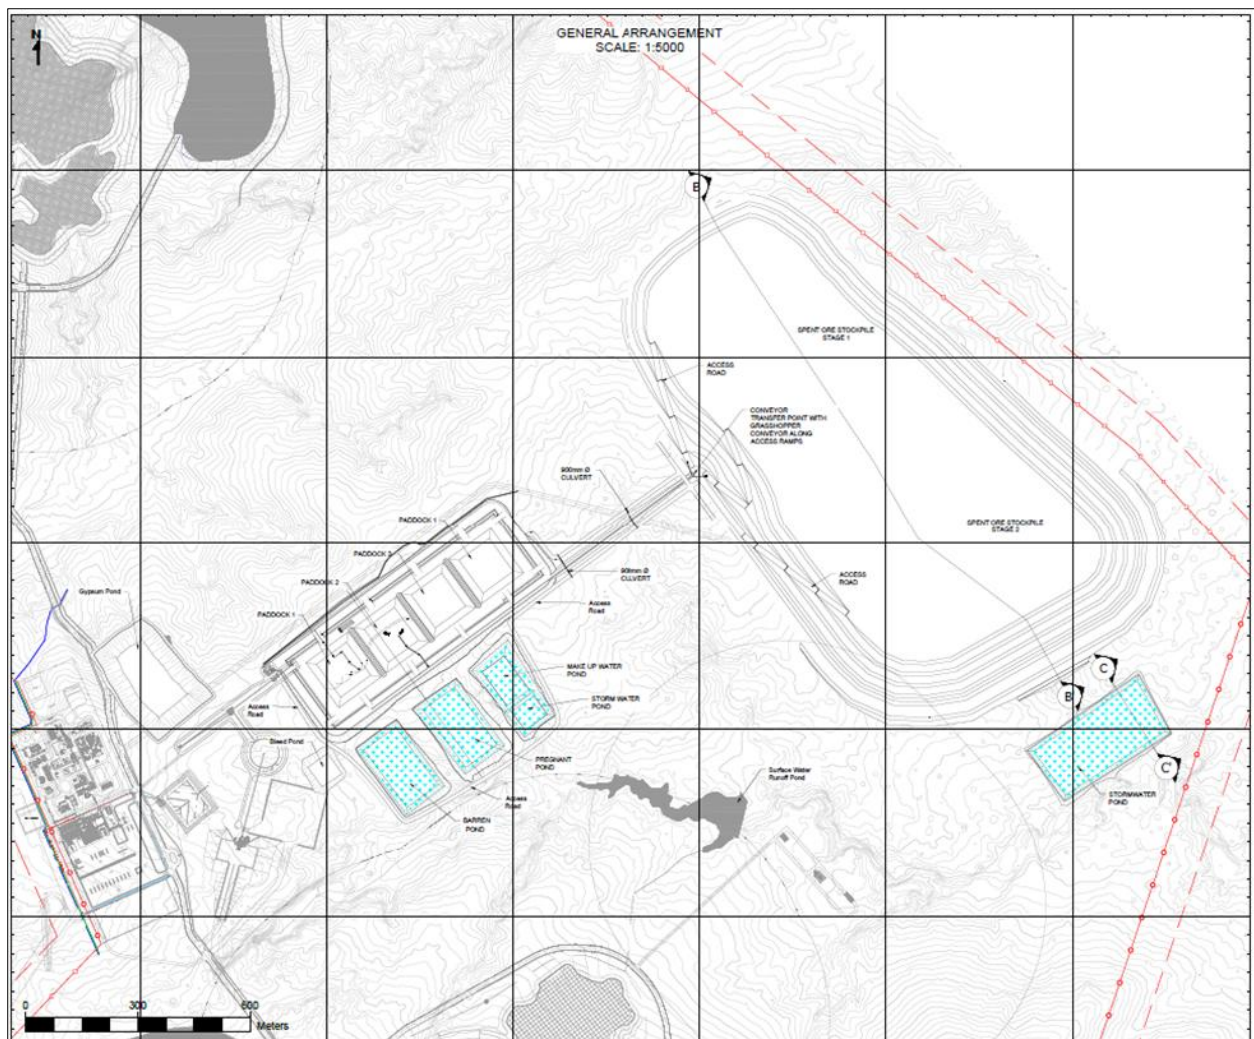 N
GENERAL ARRANGEMENT
SCALE: 1:5000
B
SPENT ORE STOCKPILE
STAGE 1
ACCESS
ROAD
CONVEYOR
TRANSFER POINT WITH
GRASSHOPPER
CONVEYOR ALONG
ACCESS RAMPS
900mm Ø
CULVERT
PADDOCK 1
SPENT ORE STOCKPILE
STAGE 2
PADDOCK 3
900mm Ø
CULVERT
ACCESS
ROAD
PADDOCK 2
Gypsum Pond
Access
Road
PADDOCK 1
MAKE UP WATER
POND
C
B
STORM WATER
POND
Access
Road
Bleed Pond
PREGNANT
POND
Surface Water
Runoff Pond
C'
STORMWATER
POND
Access
Road
BARREN
POND
0 300 600
Meters